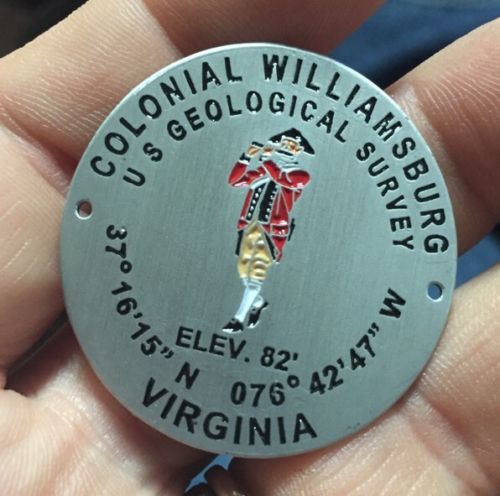 COLONIAL WILLIAMSBURG
U S GEOLOGICAL SURVEY
ELEV. 82'
37° 16' 15" N 076° 42' 47" W
VIRGINIA